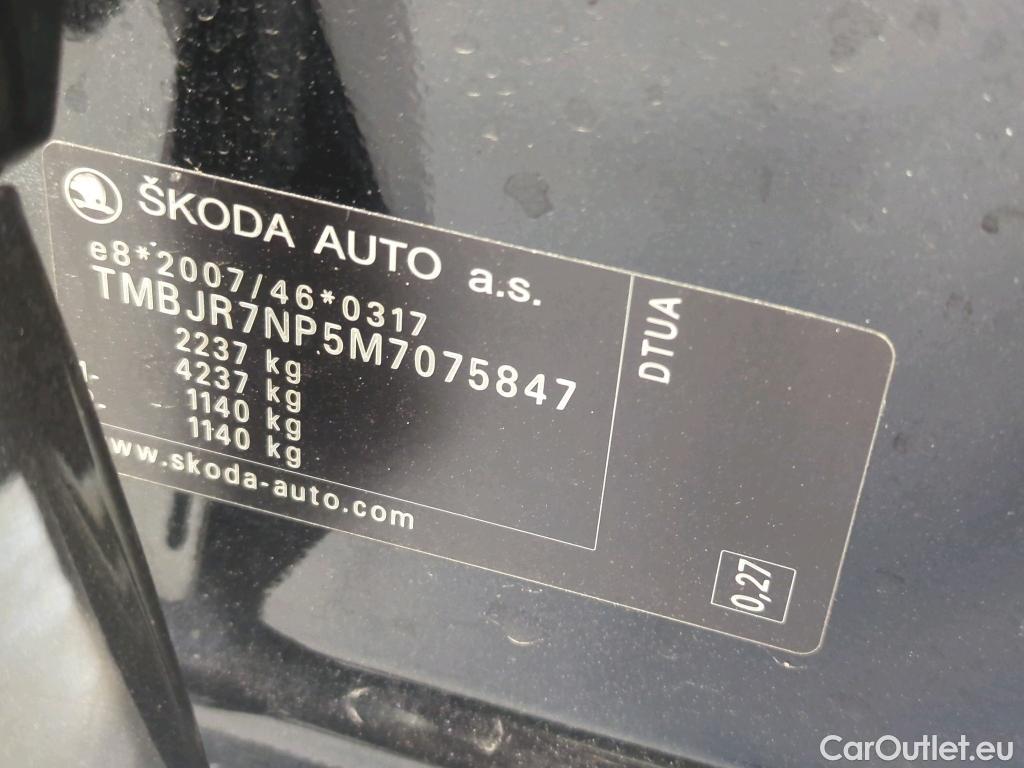 ŠKODA AUTO a.s.
e8*2007/46*0317
TMBJR7NP5M7075847
2237 kg
4237 kg
1- 1140 kg
1140 kg
www.skoda-auto.com
DTUA
0,27
CarOutlet.eu